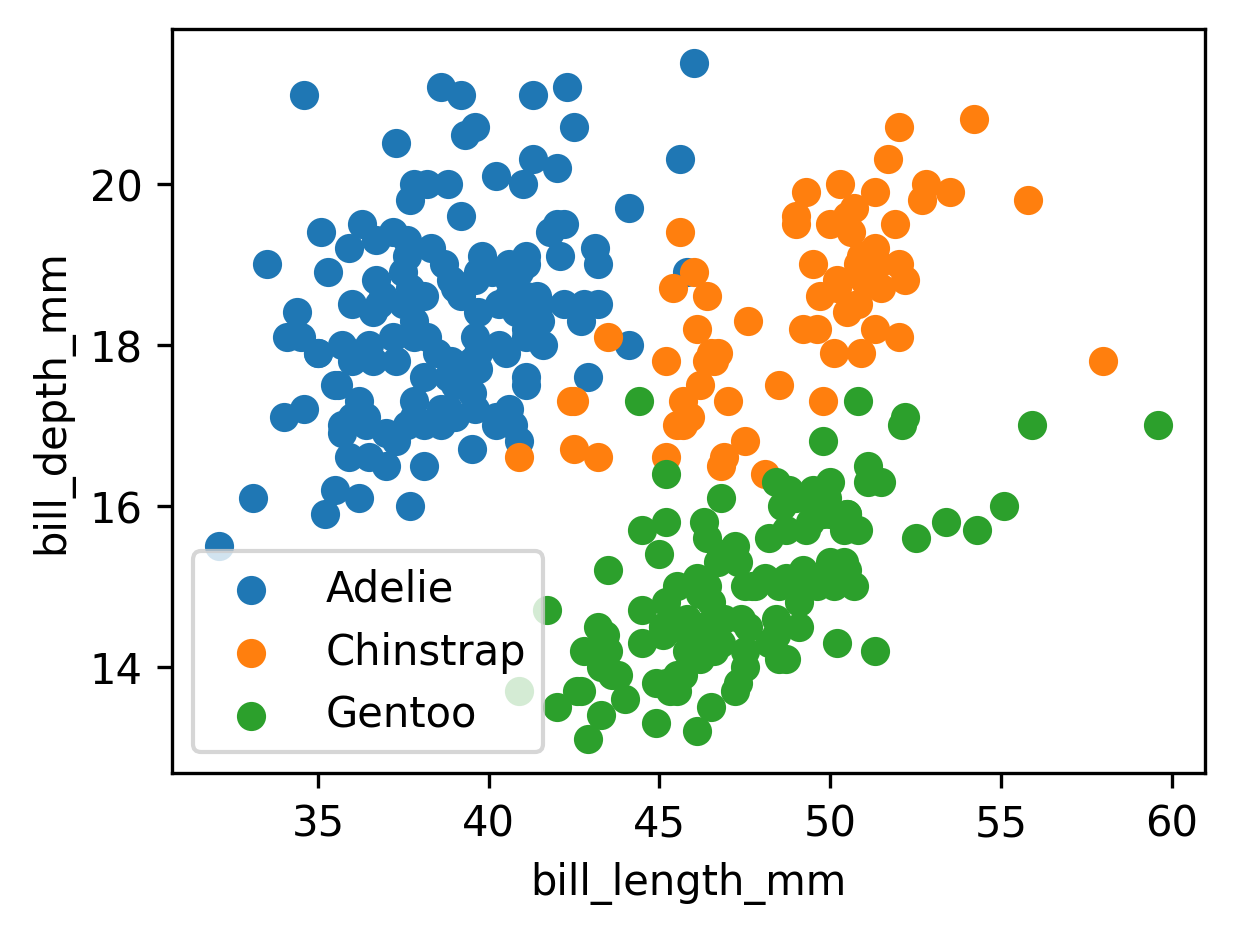 bill_depth_mm
20
18
16
14
Adelie
Chinstrap
Gentoo
35 40 45 50 55 60
bill_length_mm